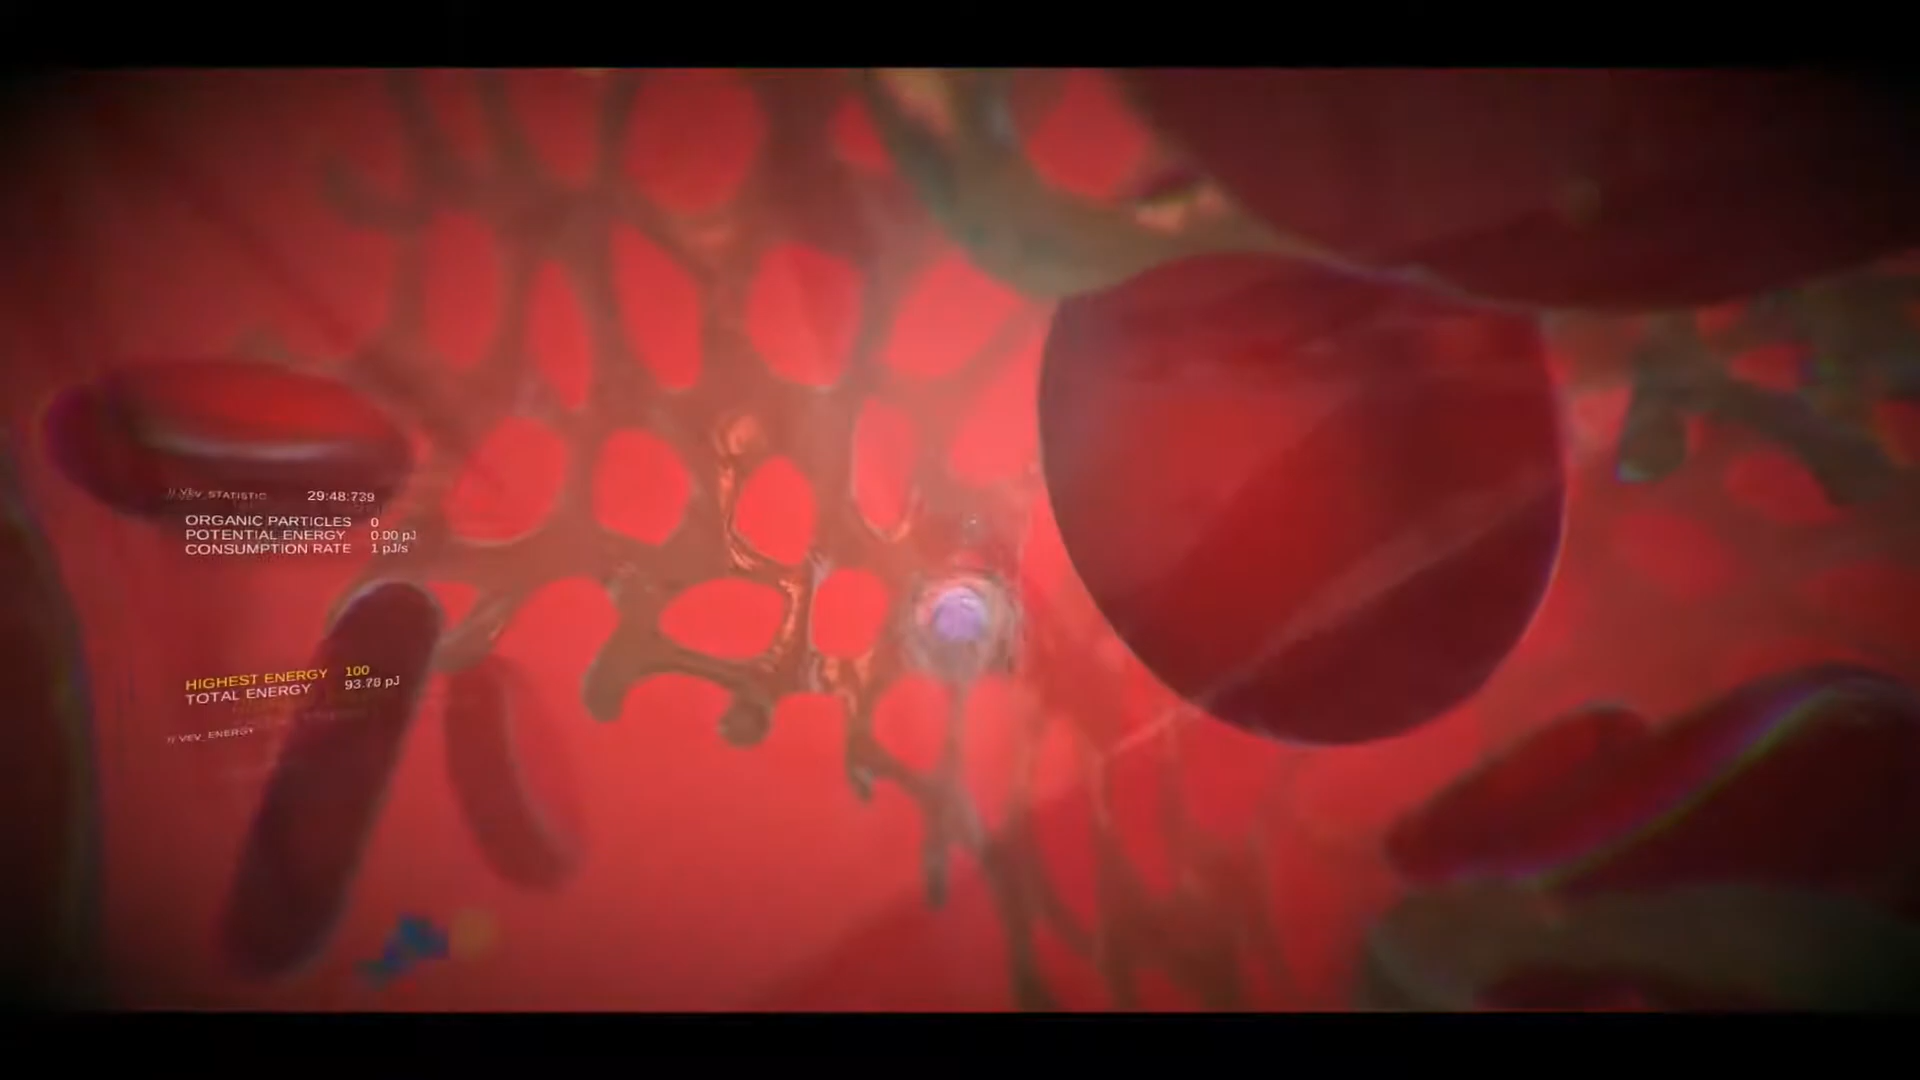 // VEV_STATISTIC 29:48:739
ORGANIC PARTICLES 0
POTENTIAL ENERGY 0.00 pJ
CONSUMPTION RATE 1 pJ/s
HIGHEST ENERGY 100
TOTAL ENERGY 93.78 pJ
// VEV_ENERGY